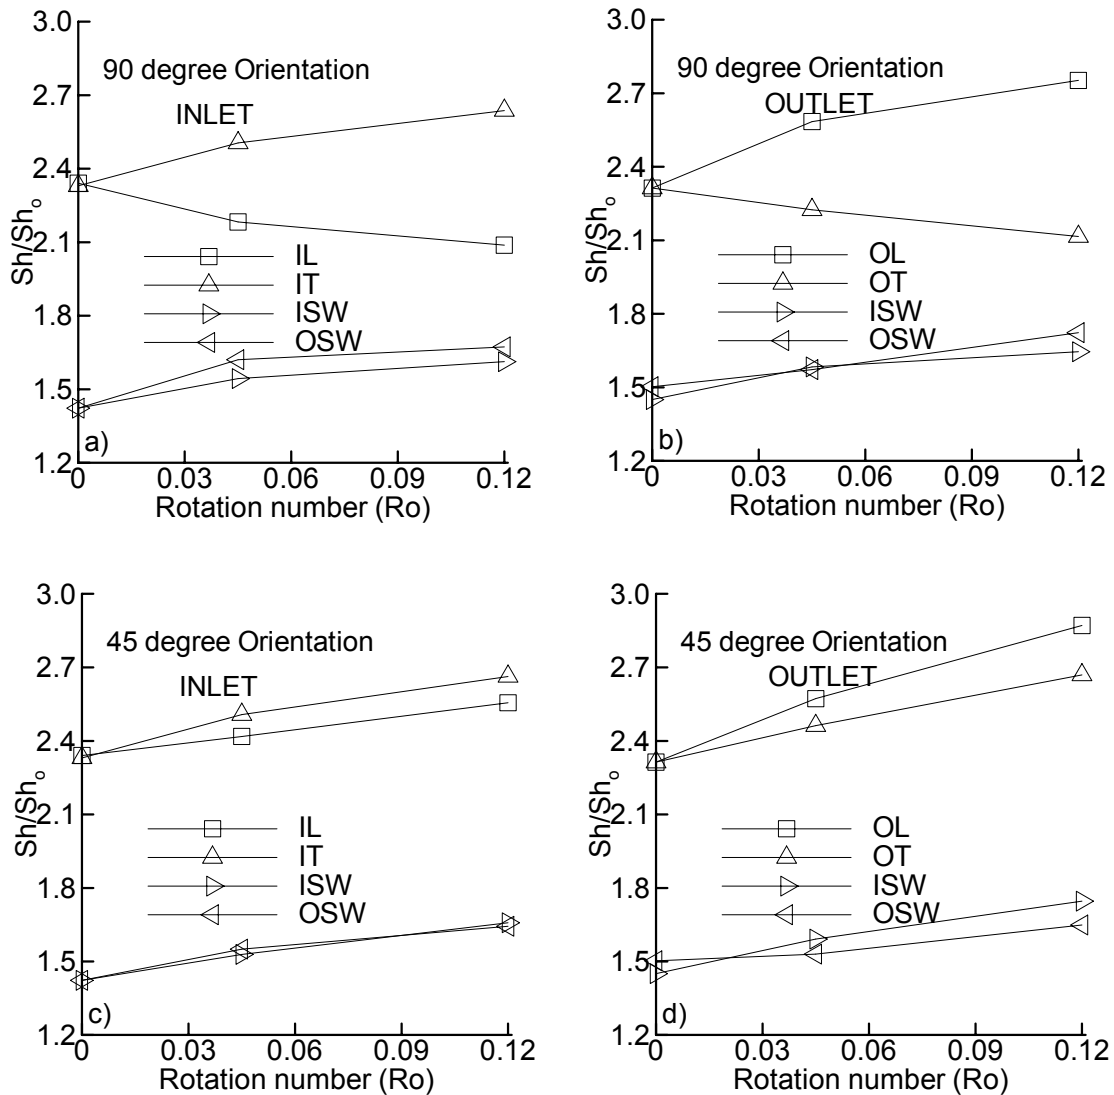 3.0
2.7
2.4
2.1
1.8
1.5
1.2
Sh/Shₒ
90 degree Orientation
INLET
IL
IT
ISW
OSW
a)
0 0.03 0.06 0.09 0.12
Rotation number (Ro)
3.0
2.7
2.4
2.1
1.8
1.5
1.2
Sh/Shₒ
90 degree Orientation
OUTLET
OL
OT
ISW
OSW
b)
0 0.03 0.06 0.09 0.12
Rotation number (Ro)
3.0
2.7
2.4
2.1
1.8
1.5
1.2
Sh/Shₒ
45 degree Orientation
INLET
IL
IT
ISW
OSW
c)
0 0.03 0.06 0.09 0.12
Rotation number (Ro)
3.0
2.7
2.4
2.1
1.8
1.5
1.2
Sh/Shₒ
45 degree Orientation
OUTLET
OL
OT
ISW
OSW
d)
0 0.03 0.06 0.09 0.12
Rotation number (Ro)